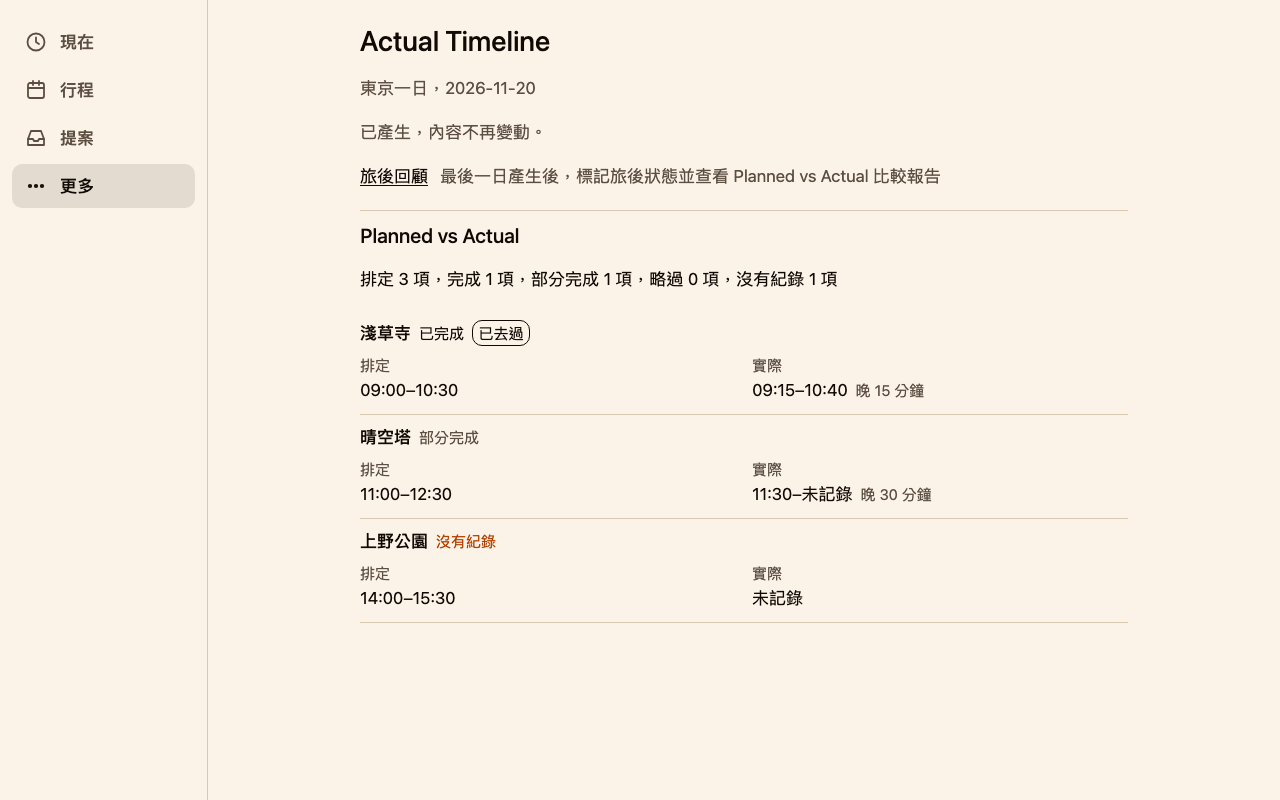 現在
行程
提案
更多
Actual Timeline
東京一日，2026-11-20
已產生，內容不再變動。
旅後回顧 最後一日產生後，標記旅後狀態並查看 Planned vs Actual 比較報告
Planned vs Actual
排定 3 項，完成 1 項，部分完成 1 項，略過 0 項，沒有紀錄 1 項
淺草寺 已完成 已去過
排定 實際
09:00–10:30 09:15–10:40 晚 15 分鐘
晴空塔 部分完成
排定 實際
11:00–12:30 11:30–未記錄 晚 30 分鐘
上野公園 沒有紀錄
排定 實際
14:00–15:30 未記錄